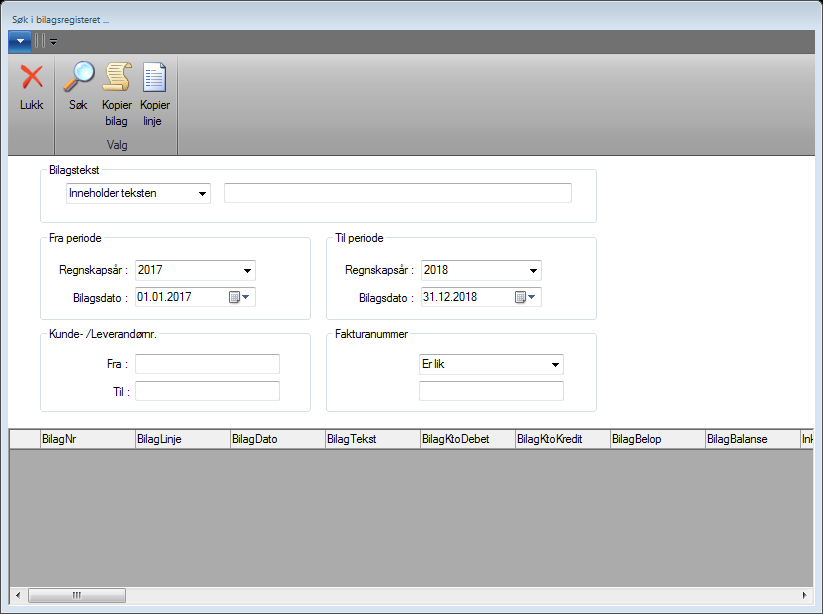 Søk i bilagsregisteret ...
Lukk
Søk
Kopier
bilag
Kopier
linje
Valg
Bilagstekst
Inneholder teksten
Fra periode
Regnskapsår : 2017
Bilagsdato : 01.01.2017
Til periode
Regnskapsår : 2018
Bilagsdato : 31.12.2018
Kunde- /Leverandørnr.
Fra :
Til :
Fakturanummer
Er lik
BilagNr BilagLinje BilagDato BilagTekst BilagKtoDebet BilagKtoKredit BilagBelop BilagBalanse Ink